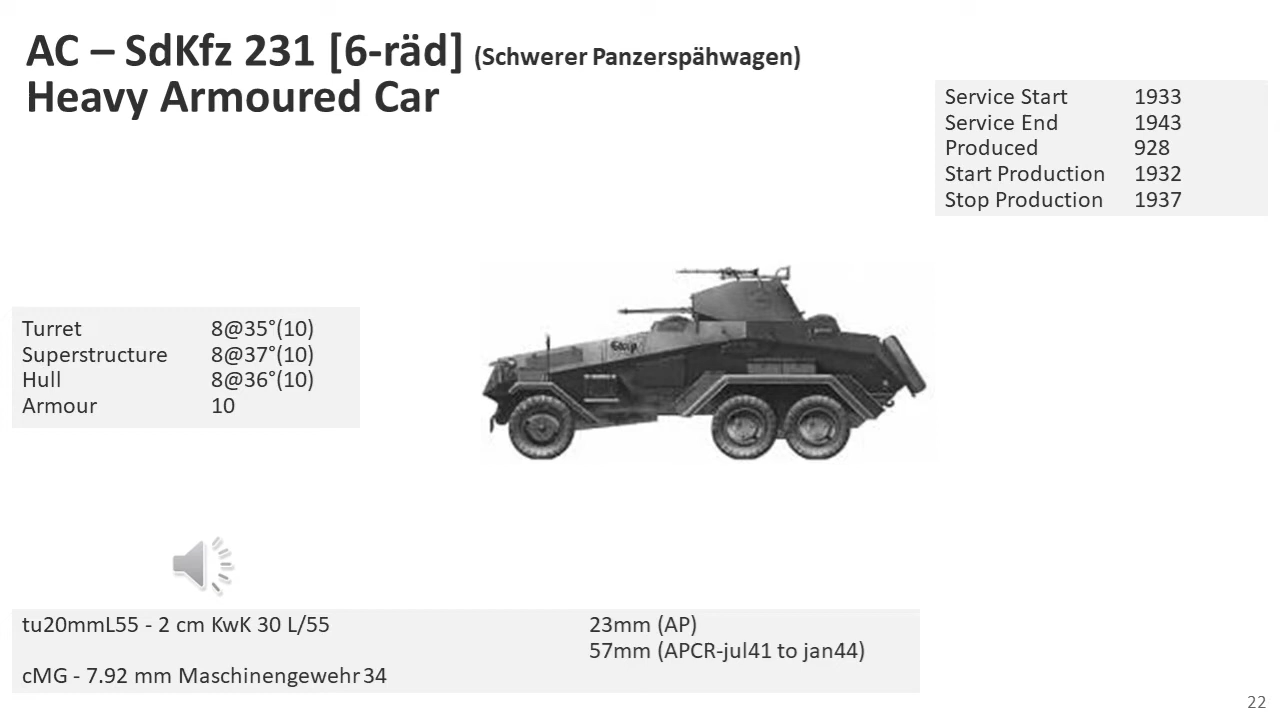 AC – SdKfz 231 [6-räd] (Schwerer Panzerspähwagen)
Heavy Armoured Car
Service Start 1933
Service End 1943
Produced 928
Start Production 1932
Stop Production 1937
Turret 8@35°(10)
Superstructure 8@37°(10)
Hull 8@36°(10)
Armour 10
tu20mmL55 - 2 cm KwK 30 L/55 23mm (AP)
57mm (APCR-jul41 to jan44)
cMG - 7.92 mm Maschinengewehr 34
22